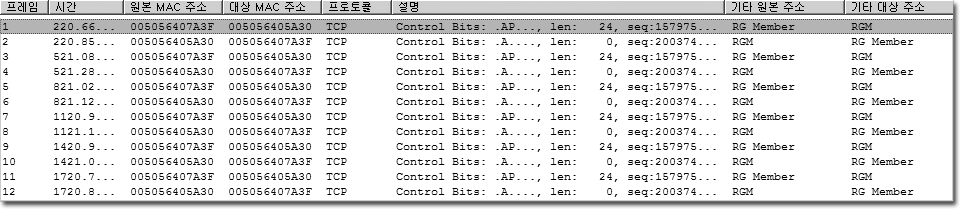 프레임 시간 원본 MAC 주소 대상 MAC 주소 프로토콜 설명 기타 원본 주소 기타 대상 주소
1 220.66... 005056407A3F 005056405A30 TCP Control Bits: .AP..., len: 24, seq:157975... RG Member RGM
2 220.85... 005056405A30 005056407A3F TCP Control Bits: .A...., len: 0, seq:200374... RGM RG Member
3 521.08... 005056407A3F 005056405A30 TCP Control Bits: .AP..., len: 24, seq:157975... RG Member RGM
4 521.28... 005056405A30 005056407A3F TCP Control Bits: .A...., len: 0, seq:200374... RGM RG Member
5 821.02... 005056407A3F 005056405A30 TCP Control Bits: .AP..., len: 24, seq:157975... RG Member RGM
6 821.12... 005056405A30 005056407A3F TCP Control Bits: .A...., len: 0, seq:200374... RGM RG Member
7 1120.9... 005056407A3F 005056405A30 TCP Control Bits: .AP..., len: 24, seq:157975... RG Member RGM
8 1121.1... 005056405A30 005056407A3F TCP Control Bits: .A...., len: 0, seq:200374... RGM RG Member
9 1420.9... 005056407A3F 005056405A30 TCP Control Bits: .AP..., len: 24, seq:157975... RG Member RGM
10 1421.0... 005056405A30 005056407A3F TCP Control Bits: .A...., len: 0, seq:200374... RGM RG Member
11 1720.7... 005056407A3F 005056405A30 TCP Control Bits: .AP..., len: 24, seq:157975... RG Member RGM
12 1720.8... 005056405A30 005056407A3F TCP Control Bits: .A...., len: 0, seq:200374... RGM RG Member